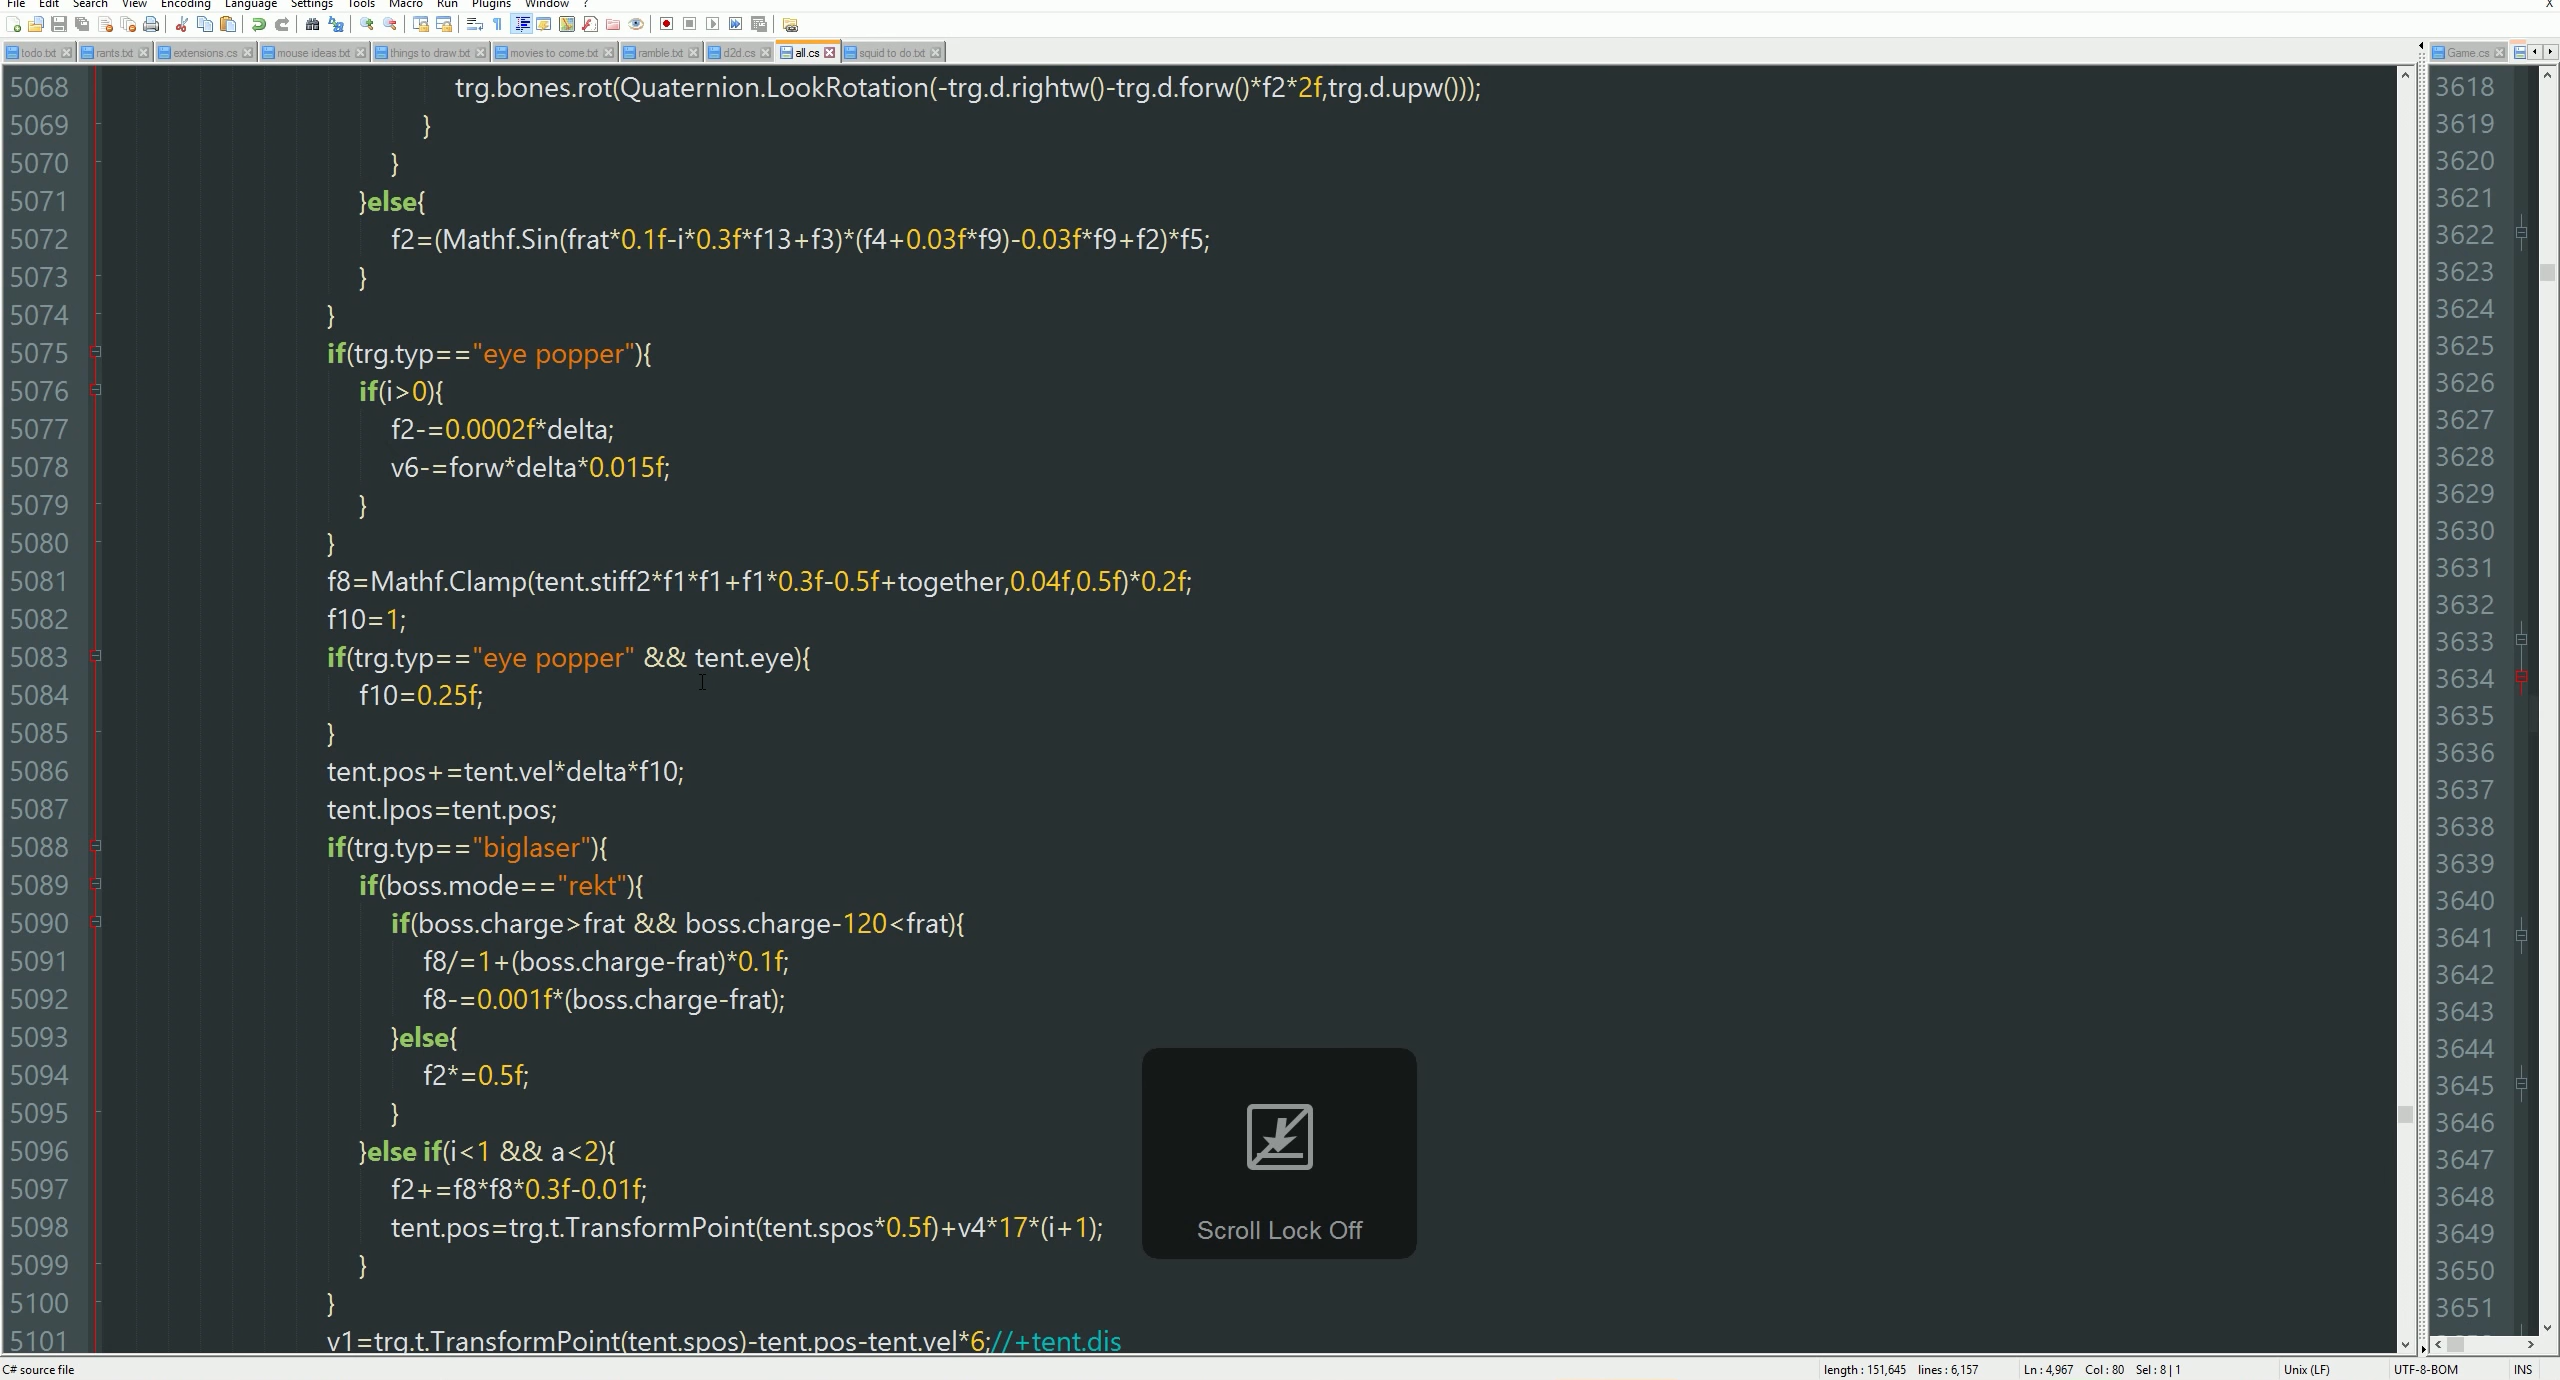 File Edit Search View Encoding Language Settings Tools Macro Run Plugins Window ? X
todo.txt rants.txt extensions.cs mouse ideas.txt things to draw.txt movies to come.txt ramble.txt d2d.cs all.cs squid to do.txt Game.cs
5068 trg.bones.rot(Quaternion.LookRotation(-trg.d.rightw()-trg.d.forw()*f2*2f,trg.d.upw()));
5069 }
5070 }
5071 }else{
5072 f2=(Mathf.Sin(frat*0.1f-i*0.3f*f13+f3)*(f4+0.03f*f9)-0.03f*f9+f2)*f5;
5073 }
5074 }
5075 if(trg.typ=="eye popper"){
5076 if(i>0){
5077 f2-=0.0002f*delta;
5078 v6-=forw*delta*0.015f;
5079 }
5080 }
5081 f8=Mathf.Clamp(tent.stiff2*f1*f1+f1*0.3f-0.5f+together,0.04f,0.5f)*0.2f;
5082 f10=1;
5083 if(trg.typ=="eye popper" && tent.eye){
5084 f10=0.25f;
5085 }
5086 tent.pos+=tent.vel*delta*f10;
5087 tent.lpos=tent.pos;
5088 if(trg.typ=="biglaser"){
5089 if(boss.mode=="rekt"){
5090 if(boss.charge>frat && boss.charge-120<frat){
5091 f8/=1+(boss.charge-frat)*0.1f;
5092 f8-=0.001f*(boss.charge-frat);
5093 }else{
5094 f2*=0.5f;
5095 }
5096 }else if(i<1 && a<2){
5097 f2+=f8*f8*0.3f-0.01f;
5098 tent.pos=trg.t.TransformPoint(tent.spos*0.5f)+v4*17*(i+1);
5099 }
5100 }
5101 v1=trg.t.TransformPoint(tent.spos)-tent.pos-tent.vel*6;//+tent.dis
3618
3619
3620
3621
3622
3623
3624
3625
3626
3627
3628
3629
3630
3631
3632
3633
3634
3635
3636
3637
3638
3639
3640
3641
3642
3643
3644
3645
3646
3647
3648
3649
3650
3651
Scroll Lock Off
C# source file length : 151,645 lines : 6,157 Ln : 4,967 Col : 80 Sel : 8 | 1 Unix (LF) UTF-8-BOM INS